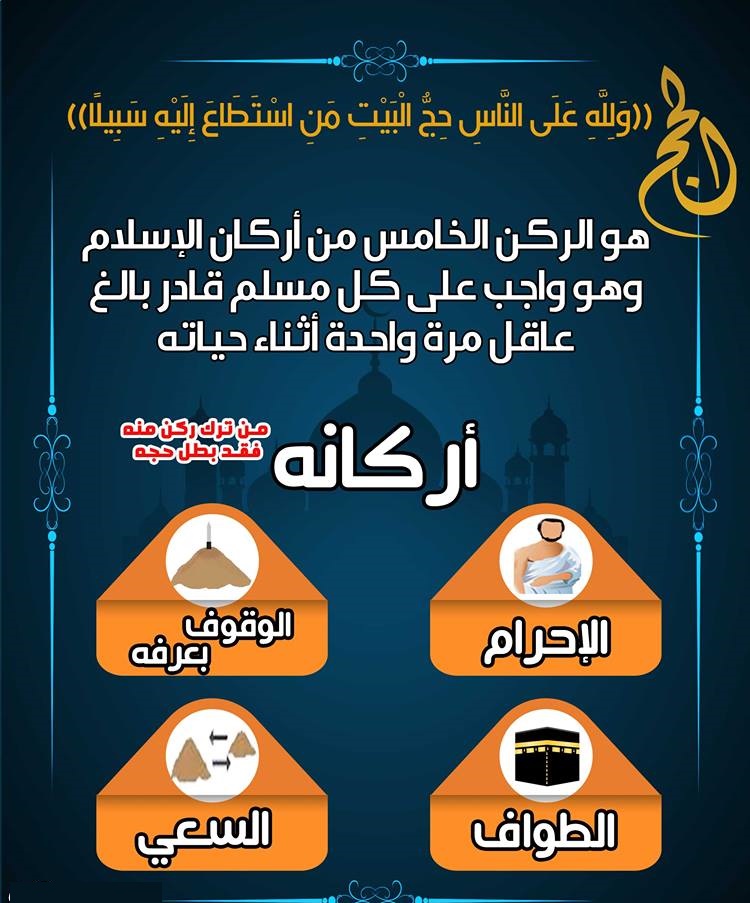 الحج
((وَلِلَّهِ عَلَى النَّاسِ حِجُّ الْبَيْتِ مَنِ اسْتَطَاعَ إِلَيْهِ سَبِيلًا))
هو الركن الخامس من أركان الإسلام
وهو واجب على كل مسلم قادر بالغ
عاقل مرة واحدة أثناء حياته
أركانه
من ترك ركن منه
فقد بطل حجه
الإحرام
الوقوف
بعرفه
الطواف
السعي